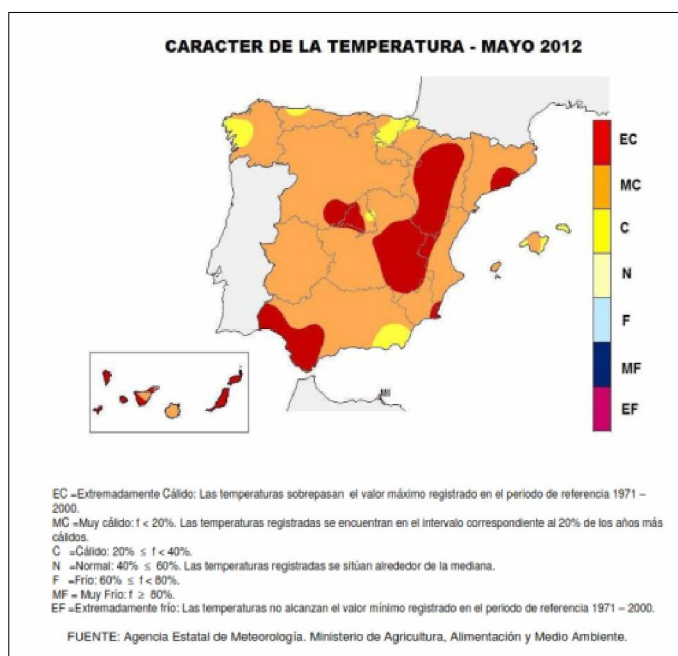 CARACTER DE LA TEMPERATURA - MAYO 2012
EC
MC
C
N
F
MF
EF
EC =Extremadamente Cálido: Las temperaturas sobrepasan el valor máximo registrado en el periodo de referencia 1971 –
2000.
MC =Muy cálido: f < 20%. Las temperaturas registradas se encuentran en el intervalo correspondiente al 20% de los años más
cálidos.
C =Cálido: 20% ≤ f < 40%.
N =Normal: 40% ≤ 60%. Las temperaturas registradas se sitúan alrededor de la mediana.
F =Frío: 60% ≤ f < 80%.
MF = Muy Frío: f ≥ 80%.
EF =Extremadamente frío: Las temperaturas no alcanzan el valor mínimo registrado en el periodo de referencia 1971 – 2000.
FUENTE: Agencia Estatal de Meteorología. Ministerio de Agricultura, Alimentación y Medio Ambiente.